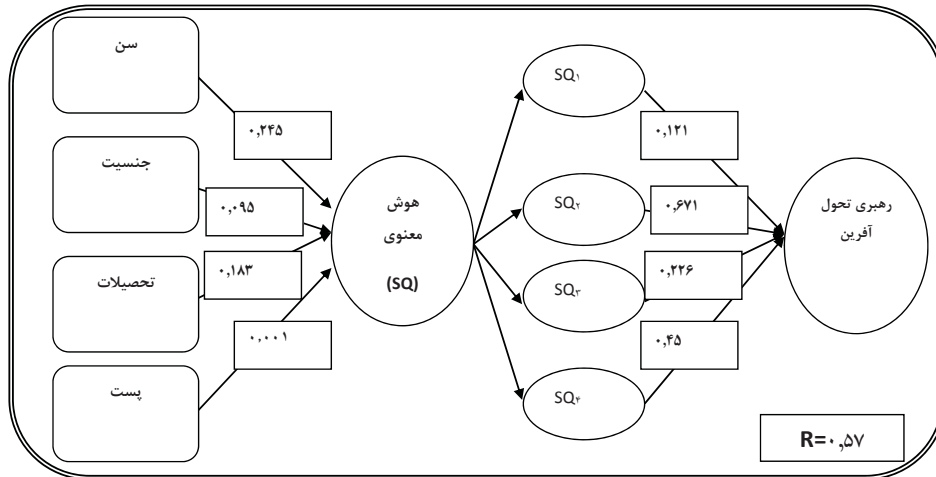 سن
جنسیت
تحصیلات
پست
۰,۲۴۵
۰,۰۹۵
۰,۱۸۳
۰,۰۰۱
هوش
معنوی
(SQ)
SQ۱
SQ۲
SQ۳
SQ۴
۰,۱۲۱
۰,۶۷۱
۰,۲۲۶
۰,۴۵
رهبری تحول
آفرین
R=۰,۵۷